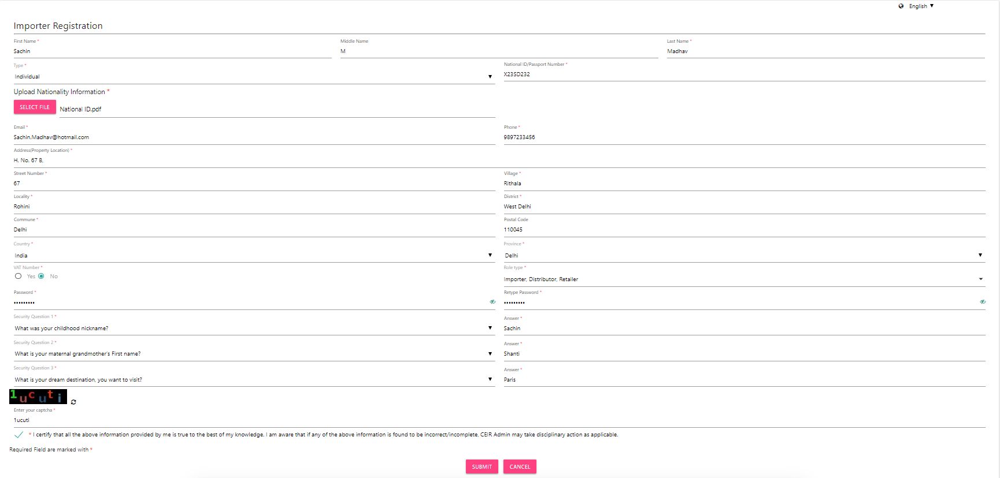 English ▼
Importer Registration
First Name * Middle Name Last Name *
Sachin M Madhav
Type * National ID/Passport Number *
Individual X23SD232
Upload Nationality Information *
SELECT FILE National ID.pdf
Email * Phone *
Sachin.Madhav@hotmail.com 9897233456
Address(Property Location) *
H. No. 67 B,
Street Number * Village *
67 Rithala
Locality * District *
Rohini West Delhi
Commune * Postal Code
Delhi 110045
Country * Province *
India Delhi
VAT Number * Role type *
Yes No Importer, Distributor, Retailer
Password * Retype Password *
••••••••• •••••••••
Security Question 1 * Answer *
What was your childhood nickname? Sachin
Security Question 2 * Answer *
What is your maternal grandmother's First name? Shanti
Security Question 3 * Answer *
What is your dream destination, you want to visit? Paris
1ucuti
Enter your captcha *
1ucuti
* I certify that all the above information provided by me is true to the best of my knowledge. I am aware that if any of the above information is found to be incorrect/incomplete, CEIR Admin may take disciplinary action as applicable.
Required Field are marked with *
SUBMIT CANCEL